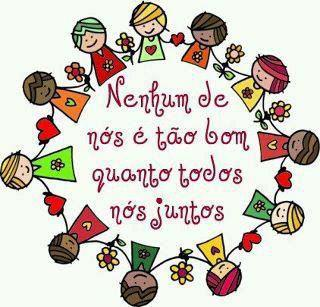 Nenhum de
nós é tão bom
quanto todos
nós juntos